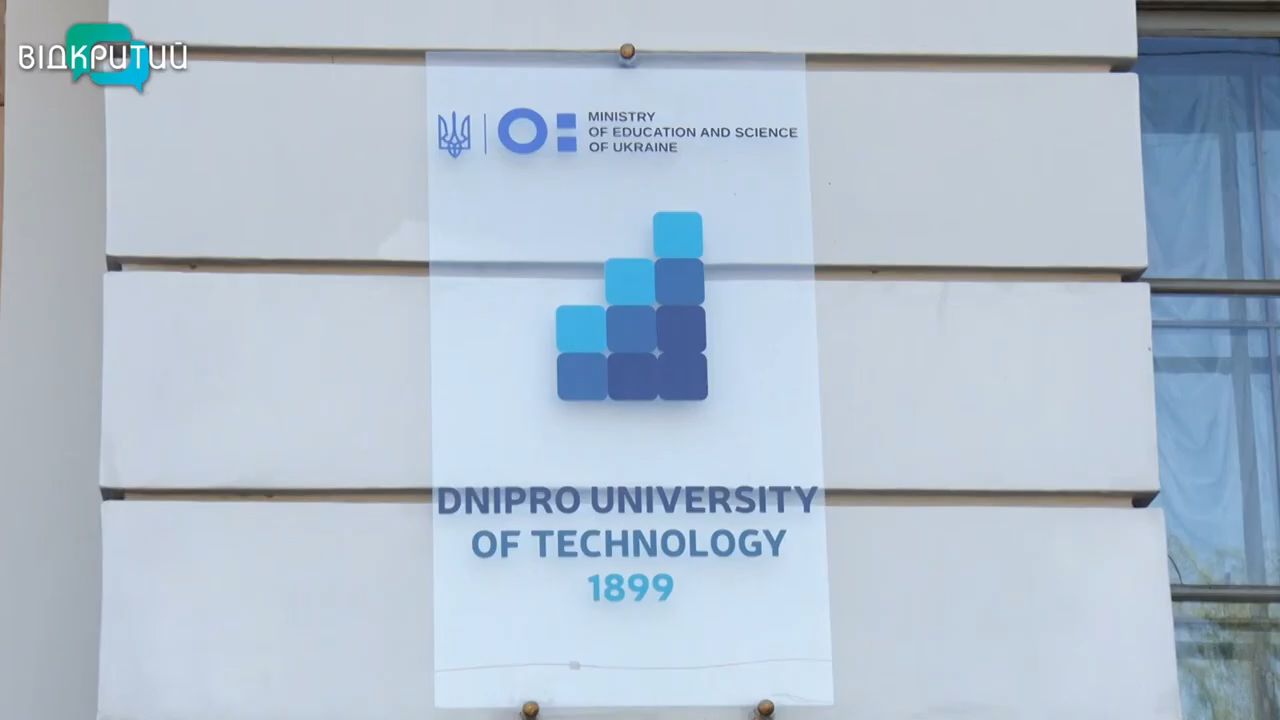 ВІДКРИТИЙ
MINISTRY
OF EDUCATION AND SCIENCE
OF UKRAINE
DNIPRO UNIVERSITY
OF TECHNOLOGY
1899